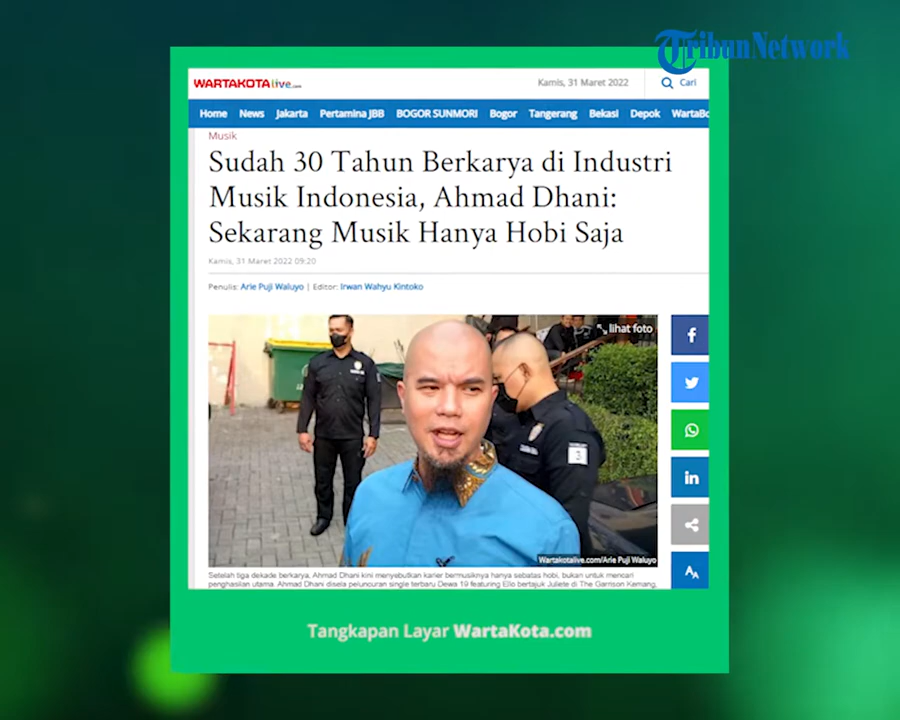 TribunNetwork
WARTAKOTAlive.com
Kamis, 31 Maret 2022
Cari
Home News Jakarta Pertamina JBB BOGOR SUNMORI Bogor Tangerang Bekasi Depok WartaBo
Musik
Sudah 30 Tahun Berkarya di Industri
Musik Indonesia, Ahmad Dhani:
Sekarang Musik Hanya Hobi Saja
Kamis, 31 Maret 2022 09:20
Penulis: Arie Puji Waluyo | Editor: Irwan Wahyu Kintoko
lihat foto
3
Wartakotalive.com/Arie Puji Waluyo
Setelah tiga dekade berkarya, Ahmad Dhani kini menyebutkan karier bermusiknya hanya sebatas hobi, bukan untuk mencari
penghasilan utama. Ahmad Dhani disela peluncuran single terbaru Dewa 19 featuring Ello bertajuk Juliete di The Garrison Kemang,
Tangkapan Layar WartaKota.com